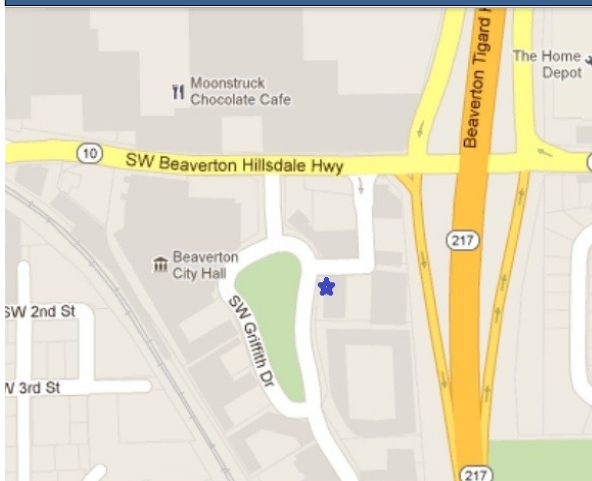 Beaverton Tigard
The Home
Depot
Moonstruck
Chocolate Cafe
10
SW Beaverton Hillsdale Hwy
217
Beaverton
City Hall
SW 2nd St
SW Griffith Dr
W 3rd St
217